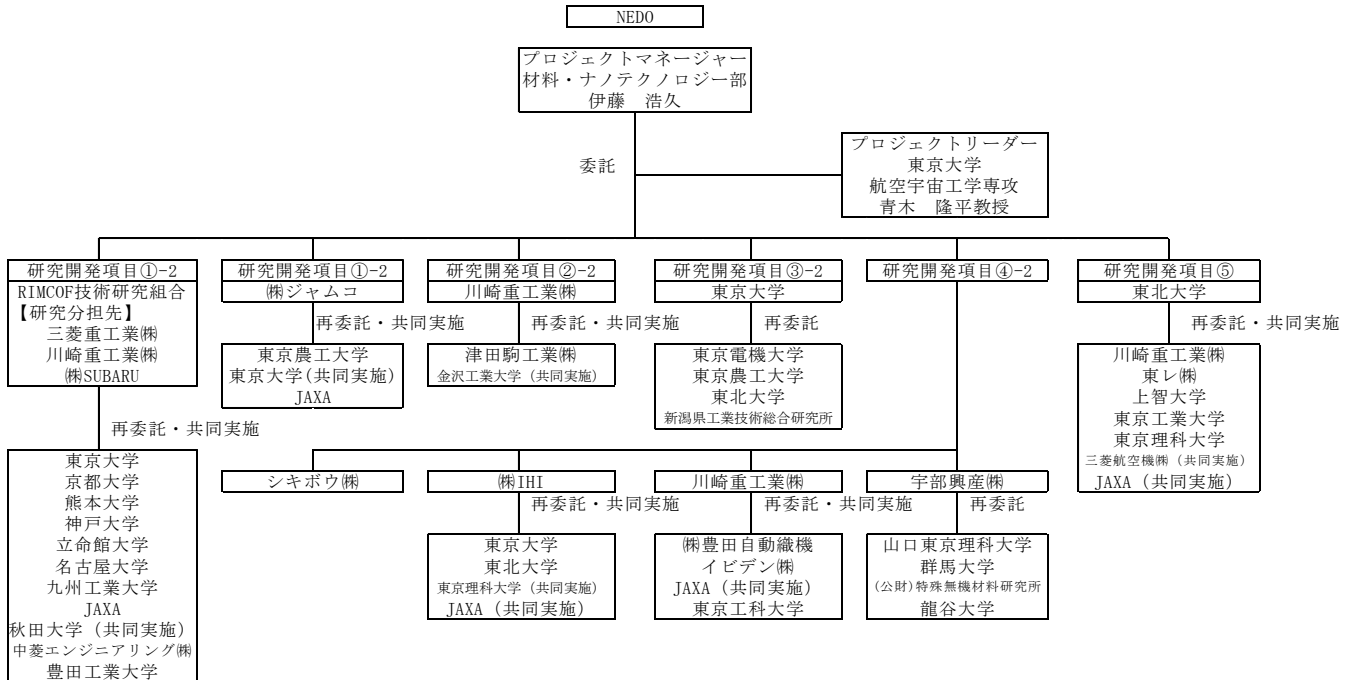 NEDO
プロジェクトマネージャー
材料・ナノテクノロジー部
伊藤　浩久
委託
プロジェクトリーダー
東京大学
航空宇宙工学専攻
青木　隆平教授
研究開発項目①-2
RIMCOF技術研究組合
【研究分担先】
三菱重工業㈱
川崎重工業㈱
㈱SUBARU
再委託・共同実施
東京大学
京都大学
熊本大学
神戸大学
立命館大学
名古屋大学
九州工業大学
JAXA
秋田大学（共同実施）
中菱エンジニアリング㈱
豊田工業大学
研究開発項目①-2
㈱ジャムコ
再委託・共同実施
東京農工大学
東京大学(共同実施)
JAXA
研究開発項目②-2
川崎重工業㈱
再委託・共同実施
津田駒工業㈱
金沢工業大学（共同実施）
研究開発項目③-2
東京大学
再委託
東京電機大学
東京農工大学
東北大学
新潟県工業技術総合研究所
研究開発項目④-2
シキボウ㈱
㈱IHI
再委託・共同実施
東京大学
東北大学
東京理科大学（共同実施）
JAXA（共同実施）
川崎重工業㈱
再委託・共同実施
㈱豊田自動織機
イビデン㈱
JAXA（共同実施）
東京工科大学
宇部興産㈱
再委託
山口東京理科大学
群馬大学
(公財)特殊無機材料研究所
龍谷大学
研究開発項目⑤
東北大学
再委託・共同実施
川崎重工業㈱
東レ㈱
上智大学
東京工業大学
東京理科大学
三菱航空機㈱（共同実施）
JAXA（共同実施）